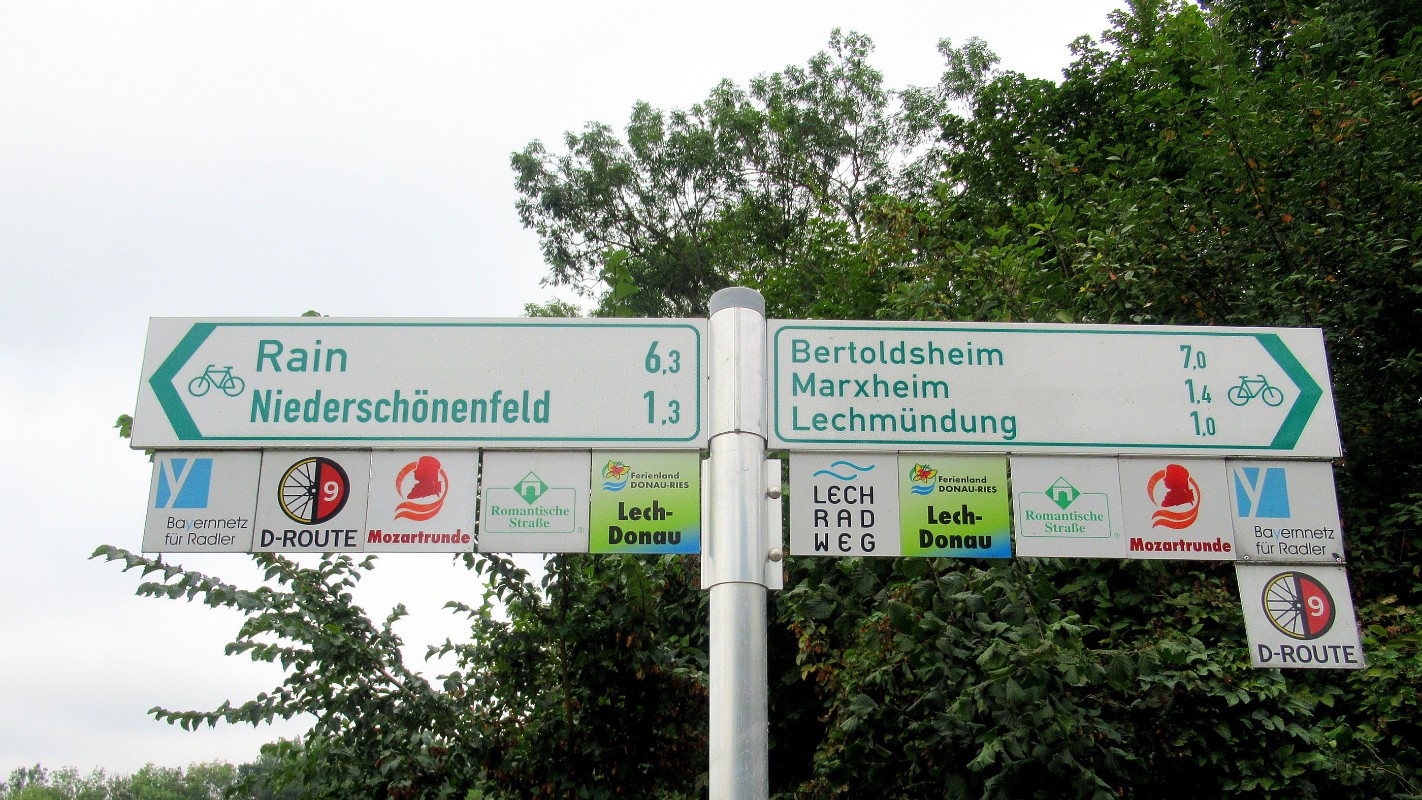 Rain 6,3
Niederschönenfeld 1,3
Bertoldsheim 7,0
Marxheim 1,4
Lechmündung 1,0
Bayernnetz
für Radler
9
D-ROUTE
Mozartrunde
Romantische
Straße
Ferienland
DONAU-RIES
Lech-
Donau
LECH
RAD
WEG
Ferienland
DONAU-RIES
Lech-
Donau
Romantische
Straße
Mozartrunde
Bayernnetz
für Radler
9
D-ROUTE